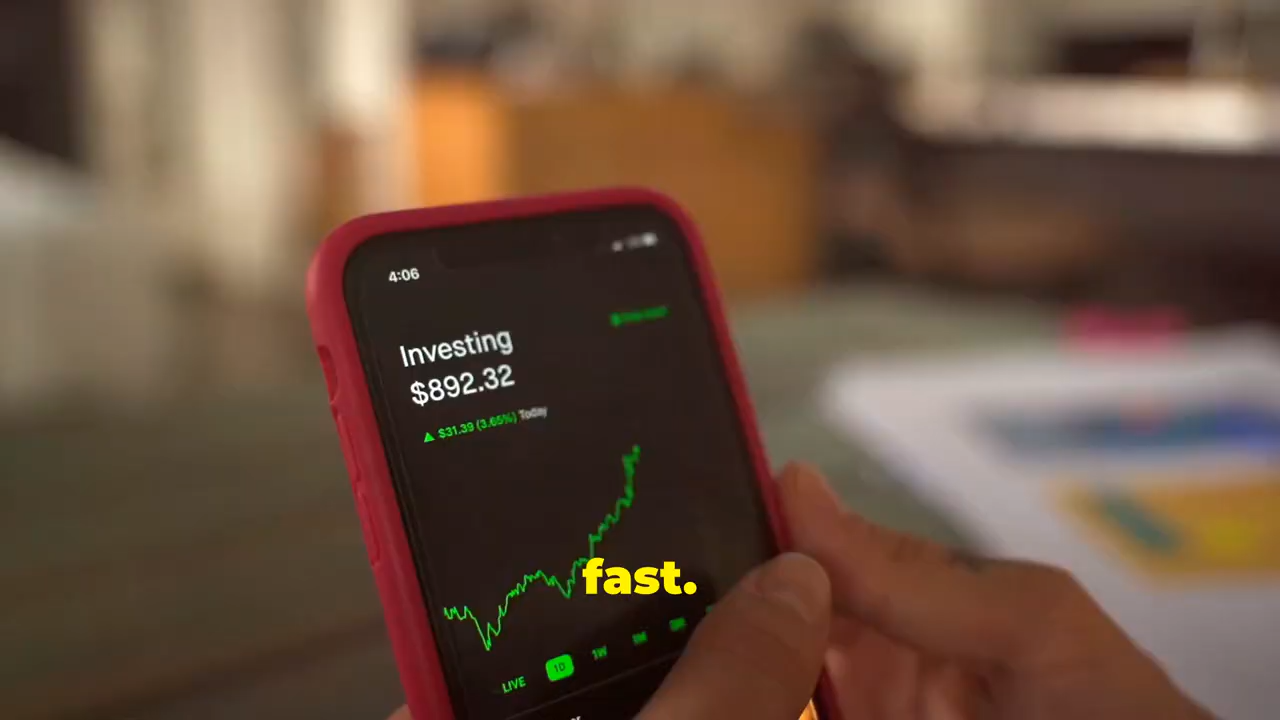 4:06
Investing
$892.32
▲ $31.39 (3.65%) Today
fast.
LIVE
1D
1W